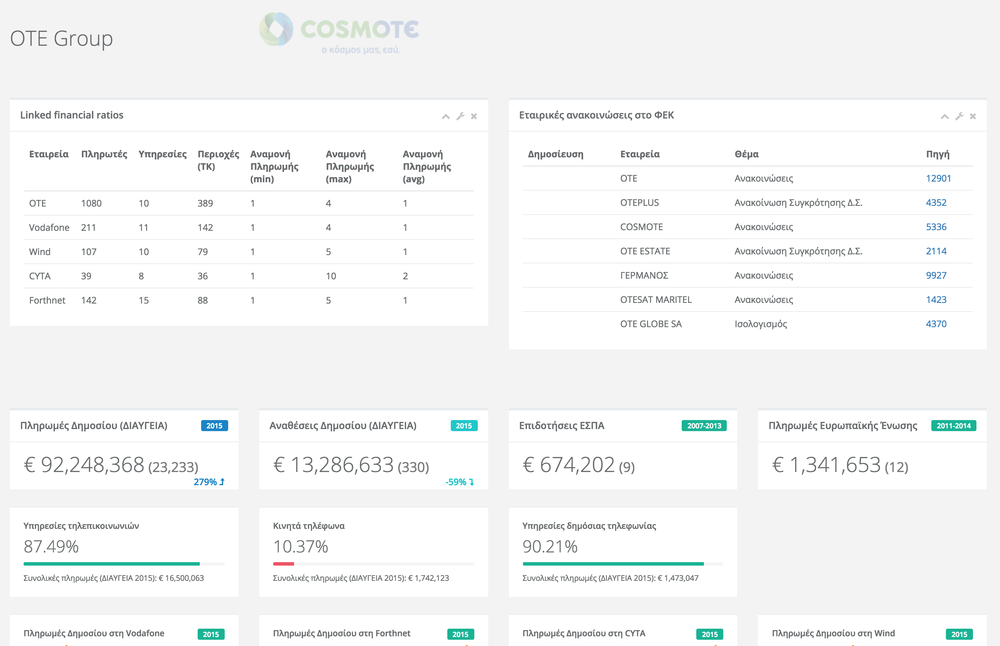 OTE Group
COSMOTE
ο κόσμος μας, εσύ.
Linked financial ratios
Εταιρεία Πληρωτές Υπηρεσίες Περιοχές (ΤΚ) Αναμονή Πληρωμής (min) Αναμονή Πληρωμής (max) Αναμονή Πληρωμής (avg)
OTE 1080 10 389 1 4 1
Vodafone 211 11 142 1 4 1
Wind 107 10 79 1 5 1
CYTA 39 8 36 1 10 2
Forthnet 142 15 88 1 5 1
Εταιρικές ανακοινώσεις στο ΦΕΚ
Δημοσίευση Εταιρεία Θέμα Πηγή
OTE Ανακοινώσεις 12901
OTEPLUS Ανακοίνωση Συγκρότησης Δ.Σ. 4352
COSMOTE Ανακοινώσεις 5336
OTE ESTATE Ανακοίνωση Συγκρότησης Δ.Σ. 2114
ΓΕΡΜΑΝΟΣ Ανακοινώσεις 9927
OTESAT MARITEL Ανακοινώσεις 1423
OTE GLOBE SA Ισολογισμός 4370
Πληρωμές Δημοσίου (ΔΙΑΥΓΕΙΑ) 2015
€ 92,248,368 (23,233)
279%
Αναθέσεις Δημοσίου (ΔΙΑΥΓΕΙΑ) 2015
€ 13,286,633 (330)
-59%
Επιδοτήσεις ΕΣΠΑ 2007-2013
€ 674,202 (9)
Πληρωμές Ευρωπαϊκής Ένωσης 2011-2014
€ 1,341,653 (12)
Υπηρεσίες τηλεπικοινωνιών
87.49%
Συνολικές πληρωμές (ΔΙΑΥΓΕΙΑ 2015): € 16,500,063
Κινητά τηλέφωνα
10.37%
Συνολικές πληρωμές (ΔΙΑΥΓΕΙΑ 2015): € 1,742,123
Υπηρεσίες δημόσιας τηλεφωνίας
90.21%
Συνολικές πληρωμές (ΔΙΑΥΓΕΙΑ 2015): € 1,473,047
Πληρωμές Δημοσίου στη Vodafone 2015
Πληρωμές Δημοσίου στη Forthnet 2015
Πληρωμές Δημοσίου στη CYTA 2015
Πληρωμές Δημοσίου στη Wind 2015